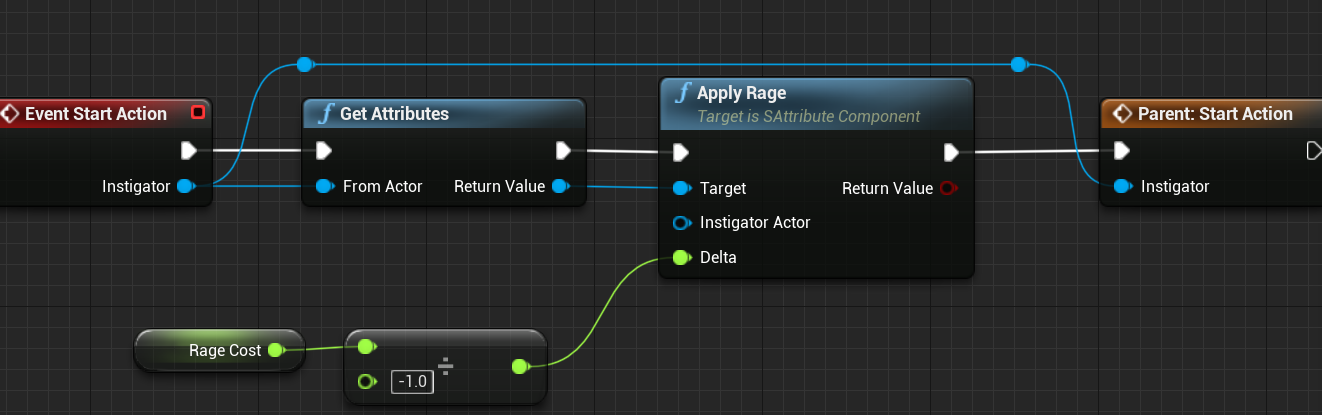 Event Start Action
Instigator
Get Attributes
From Actor
Return Value
Apply Rage
Target is SAttribute Component
Target
Return Value
Instigator Actor
Delta
Parent: Start Action
Instigator
Rage Cost
-1.0
÷